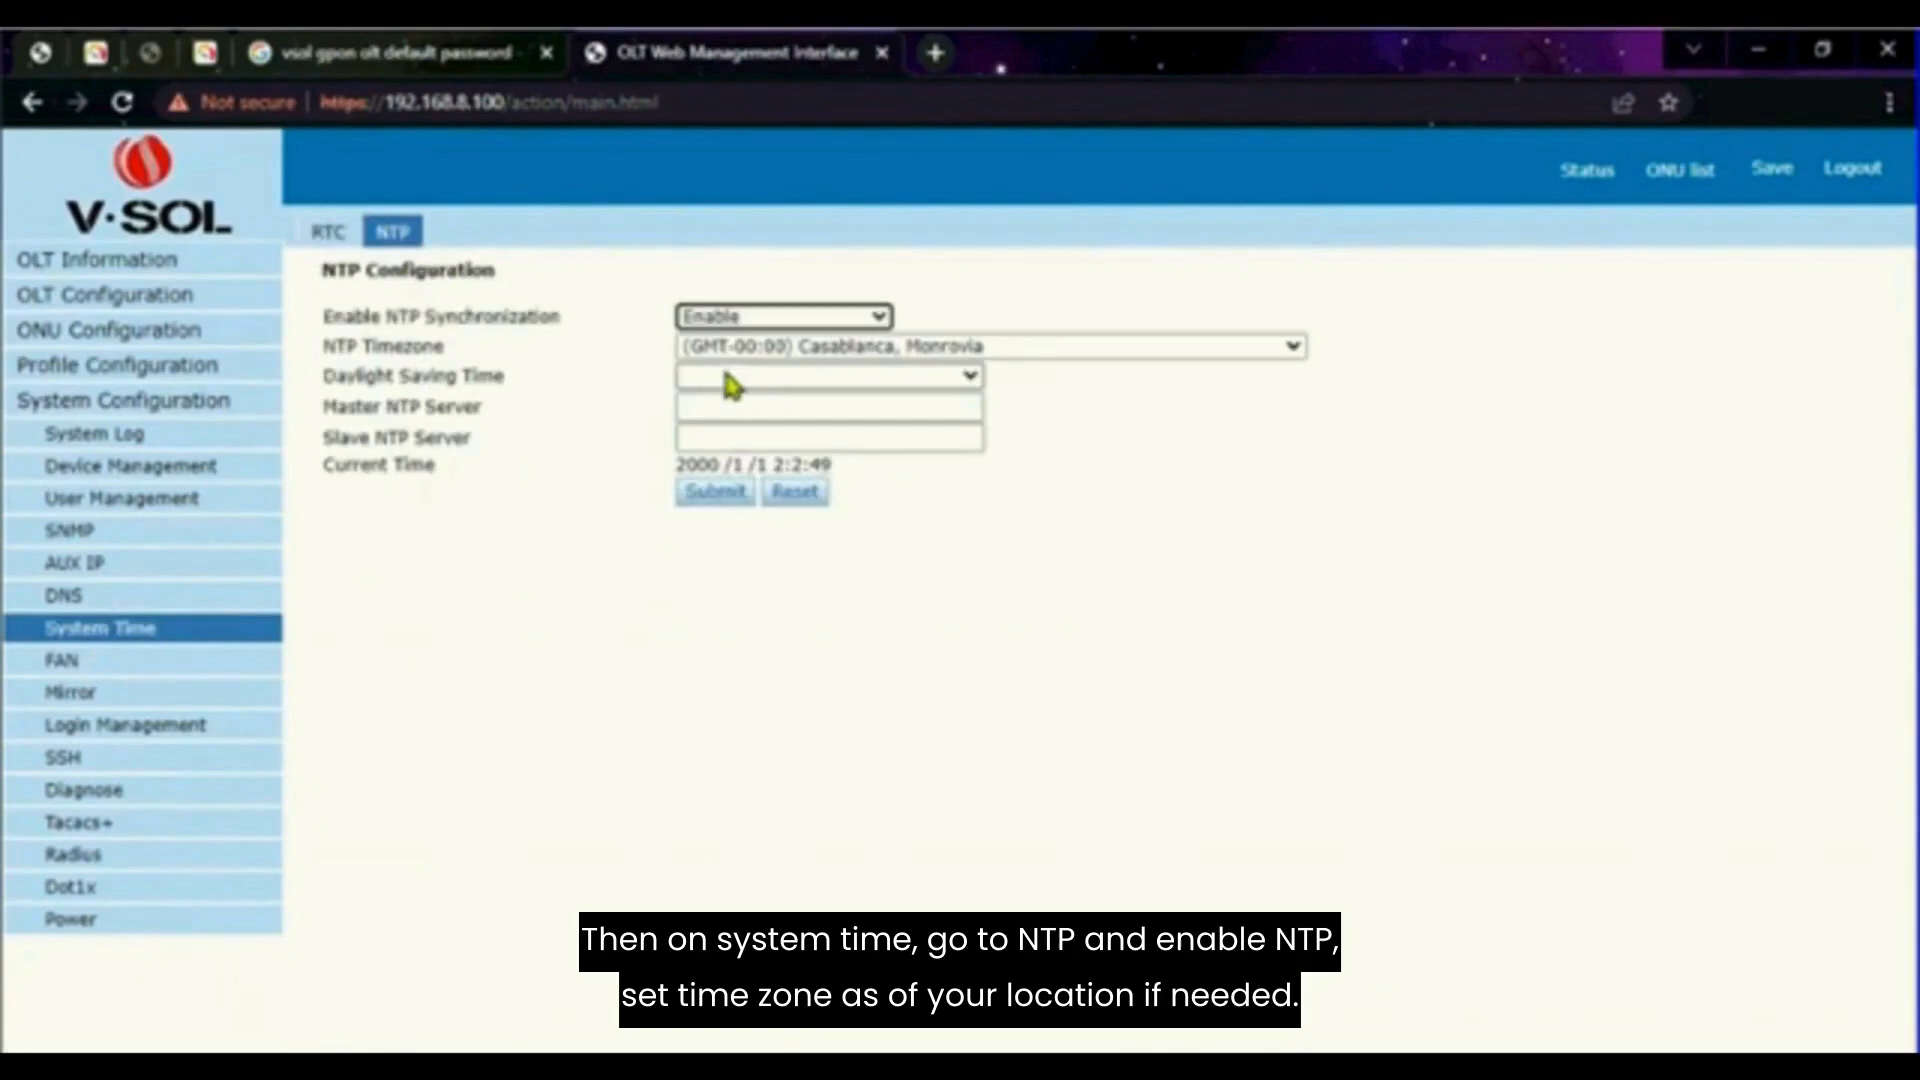 vsol gpon olt default password
OLT Web Management Interface
Not secure
https://192.168.8.100/action/main.html
V·SOL
Status
ONU list
Save
Logout
RTC
NTP
OLT Information
OLT Configuration
ONU Configuration
Profile Configuration
System Configuration
System Log
Device Management
User Management
SNMP
AUX IP
DNS
System Time
FAN
Mirror
Login Management
SSH
Diagnose
Tacacs+
Radius
Dot1x
Power
NTP Configuration
Enable NTP Synchronization
Enable
NTP Timezone
(GMT-00:00) Casablanca, Monrovia
Daylight Saving Time
Master NTP Server
Slave NTP Server
Current Time
2000 /1 /1 2:2:49
Submit
Reset
Then on system time, go to NTP and enable NTP,
set time zone as of your location if needed.